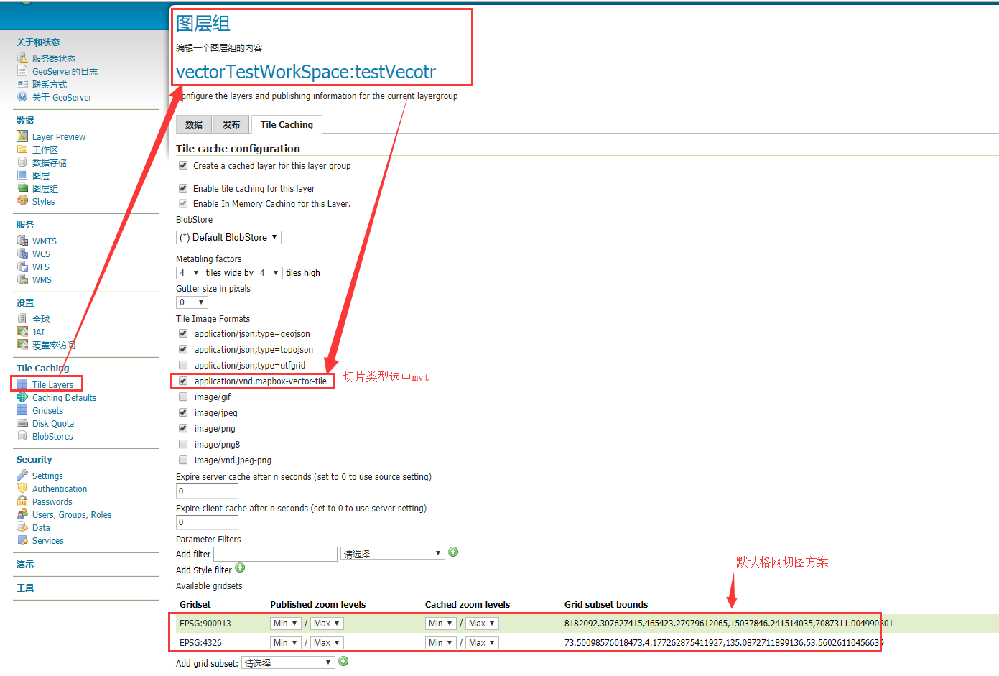 关于和状态
服务器状态
GeoServer的日志
联系方式
关于 GeoServer
数据
Layer Preview
工作区
数据存储
图层
图层组
Styles
服务
WMTS
WCS
WFS
WMS
设置
全球
JAI
覆盖率访问
Tile Caching
Tile Layers
Caching Defaults
Gridsets
Disk Quota
BlobStores
Security
Settings
Authentication
Passwords
Users, Groups, Roles
Data
Services
演示
工具
图层组
编辑一个图层组的内容
vectorTestWorkSpace:testVecotr
onfigure the layers and publishing information for the current layergroup
数据 发布 Tile Caching
Tile cache configuration
Create a cached layer for this layer group
Enable tile caching for this layer
Enable In Memory Caching for this Layer.
BlobStore
(*) Default BlobStore
Metatiling factors
4 tiles wide by 4 tiles high
Gutter size in pixels
0
Tile Image Formats
application/json;type=geojson
application/json;type=topojson
application/json;type=utfgrid
application/vnd.mapbox-vector-tile 切片类型选中mvt
image/gif
image/jpeg
image/png
image/png8
image/vnd.jpeg-png
Expire server cache after n seconds (set to 0 to use source setting)
0
Expire client cache after n seconds (set to 0 to use server setting)
0
Parameter Filters
Add filter 请选择
Add Style filter
Available gridsets
默认格网切图方案
Gridset Published zoom levels Cached zoom levels Grid subset bounds
EPSG:900913 Min / Max Min / Max 8182092.307627415,465423.27979612065,15037846.241514035,7087311.004990301
EPSG:4326 Min / Max Min / Max 73.50098576018473,4.177262875411927,135.0872711899136,53.56026110456639
Add grid subset: 请选择